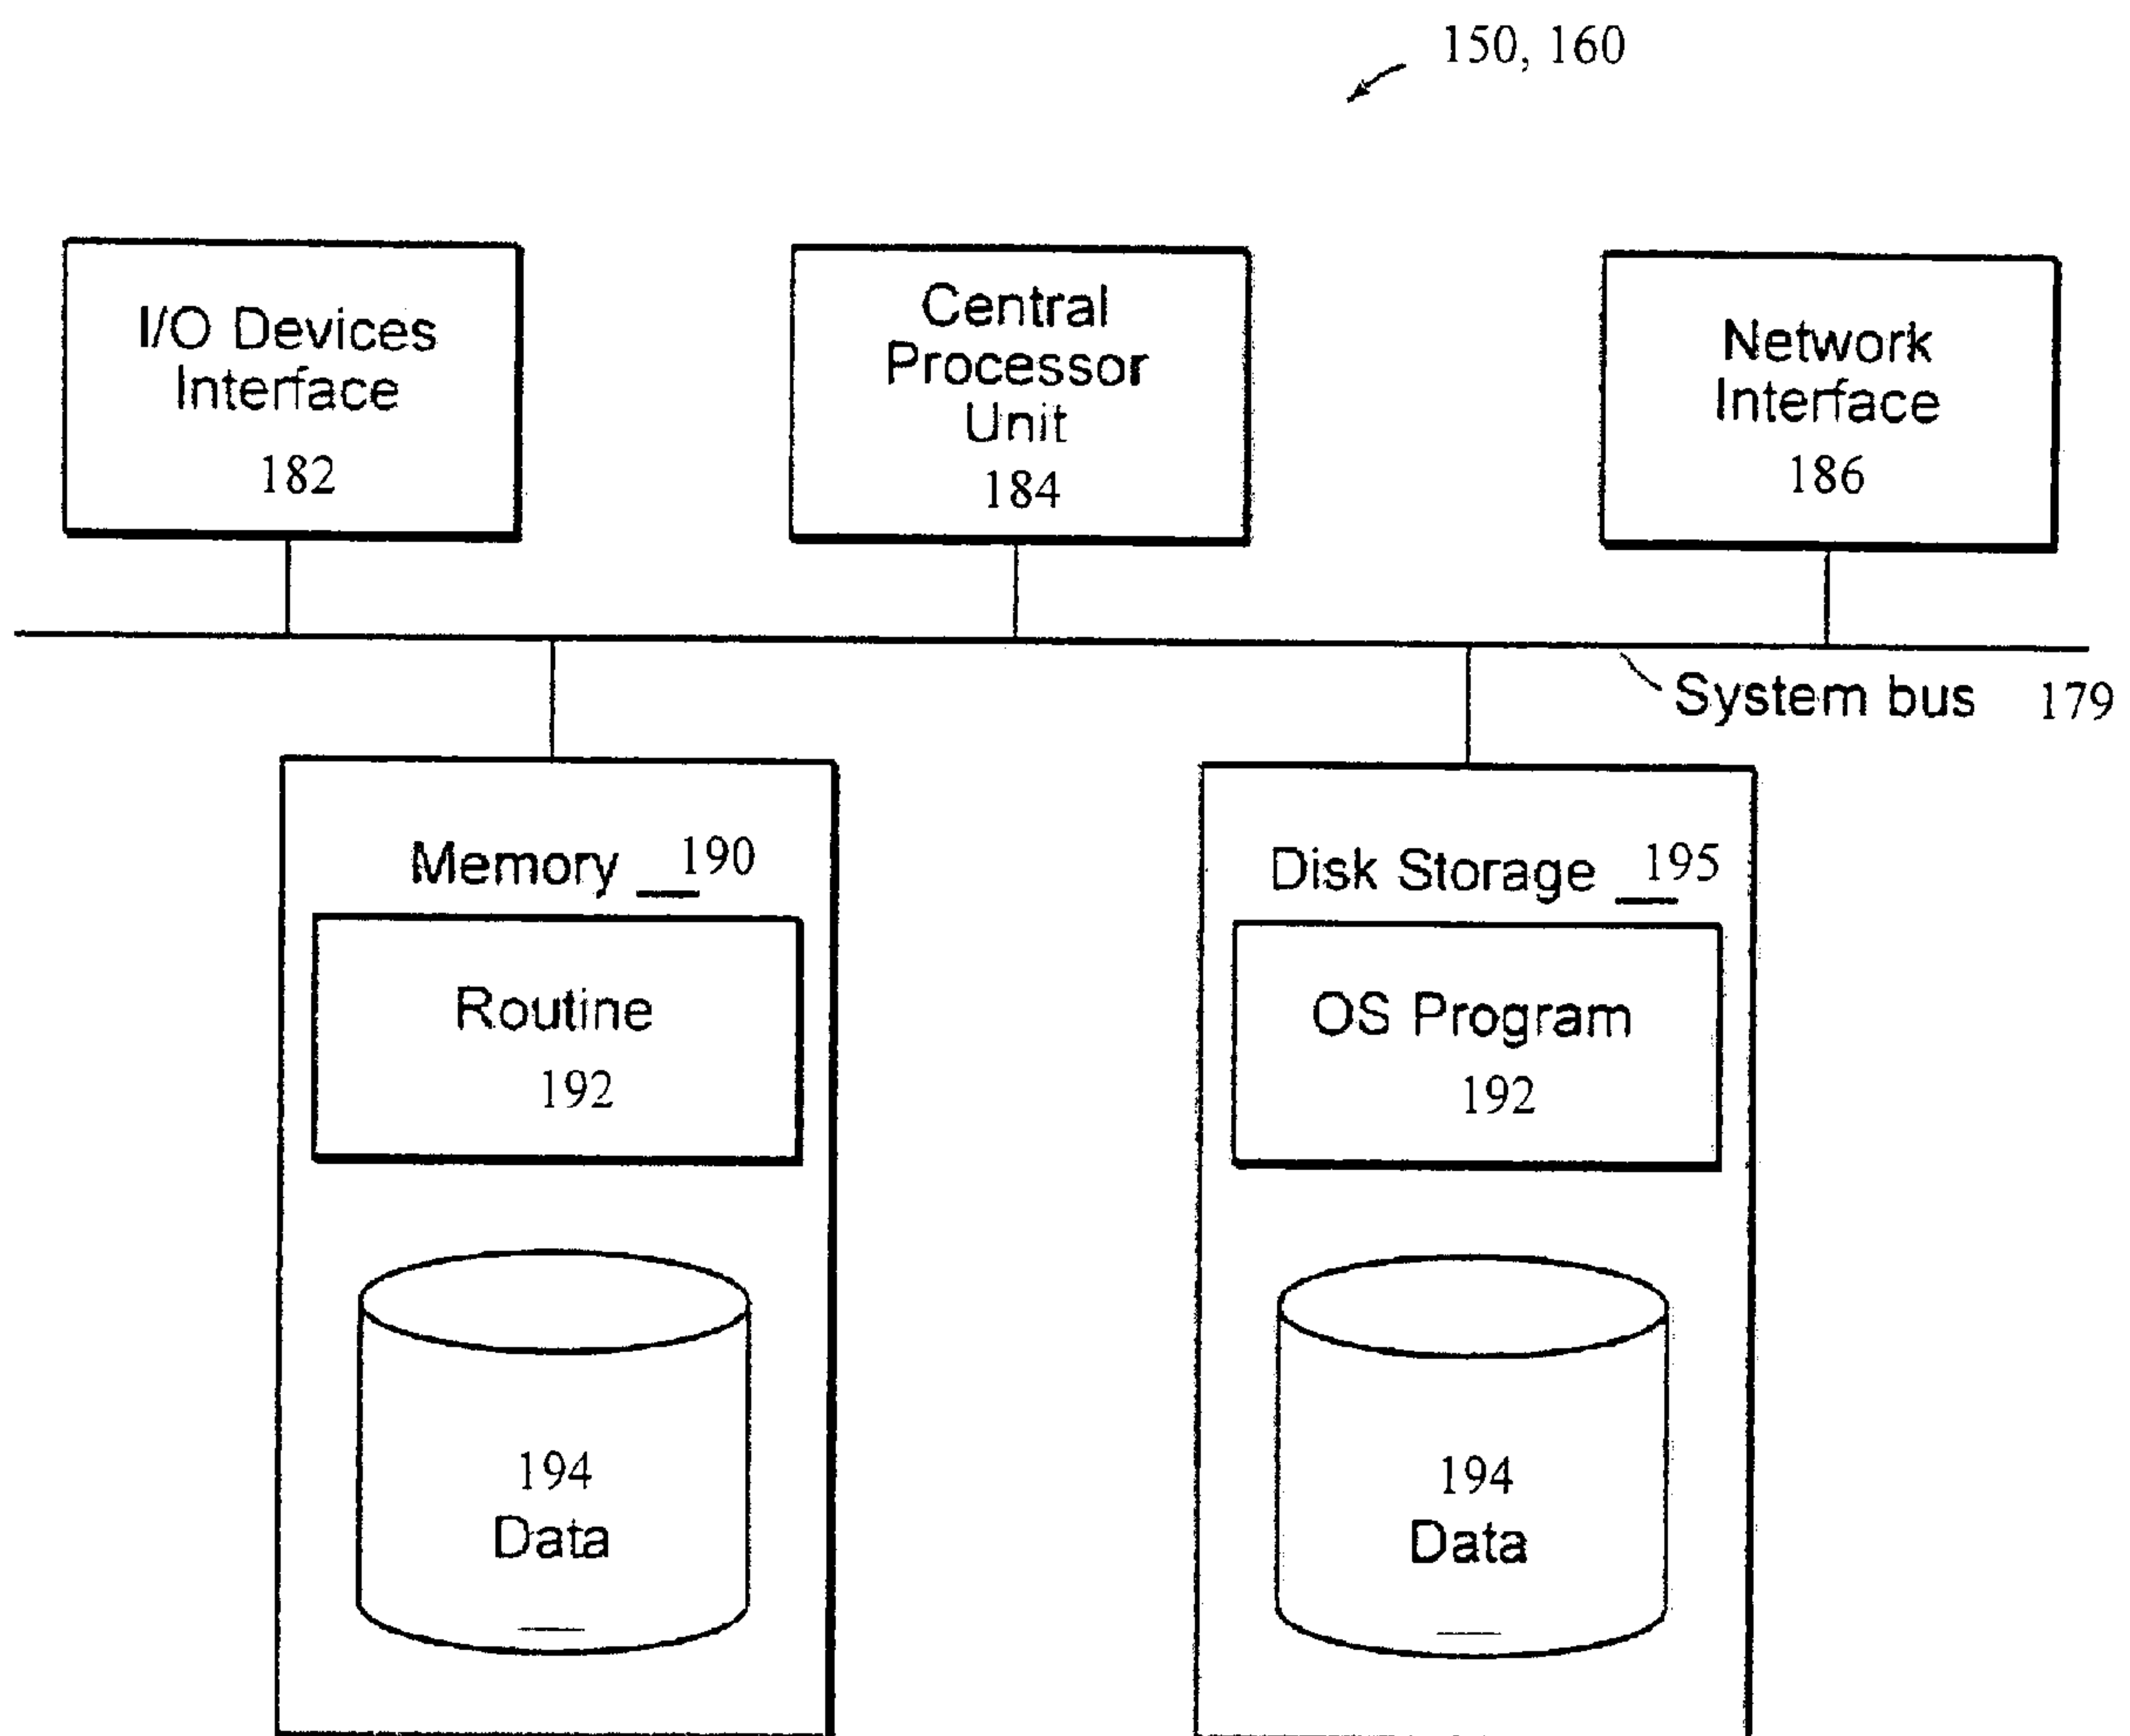 150, 160
I/O Devices
Interface
182
Central
Processor
Unit
184
Network
Interface
186
System bus 179
Memory 190
Routine
192
194
Data
Disk Storage 195
OS Program
192
194
Data